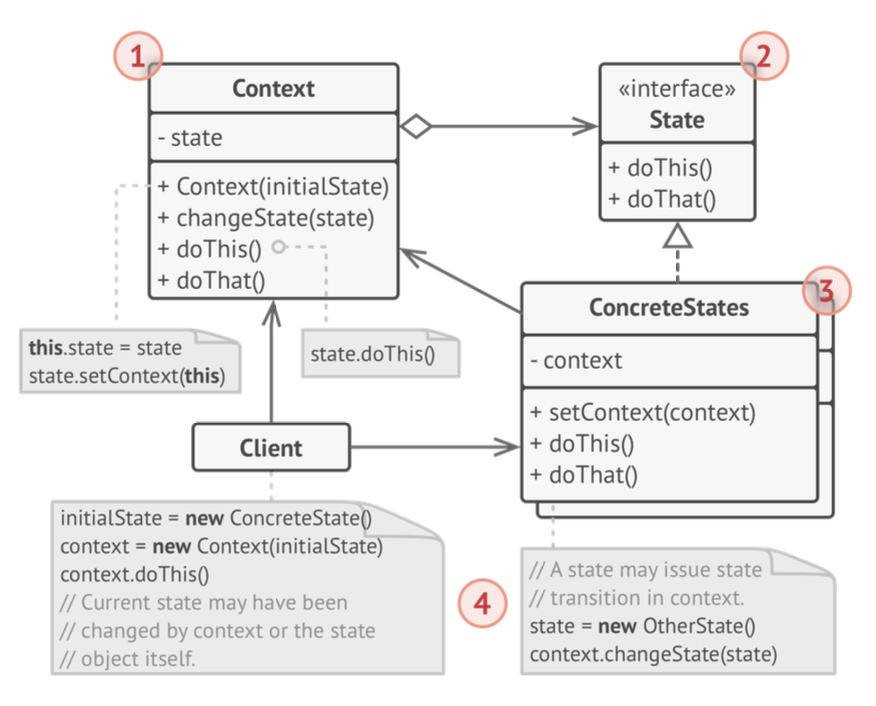 1
Context
- state
+ Context(initialState)
+ changeState(state)
+ doThis()
+ doThat()
2
«interface»
State
+ doThis()
+ doThat()
this.state = state
state.setContext(this)
state.doThis()
3
ConcreteStates
- context
+ setContext(context)
+ doThis()
+ doThat()
Client
initialState = new ConcreteState()
context = new Context(initialState)
context.doThis()
// Current state may have been
// changed by context or the state
// object itself.
4
// A state may issue state
// transition in context.
state = new OtherState()
context.changeState(state)